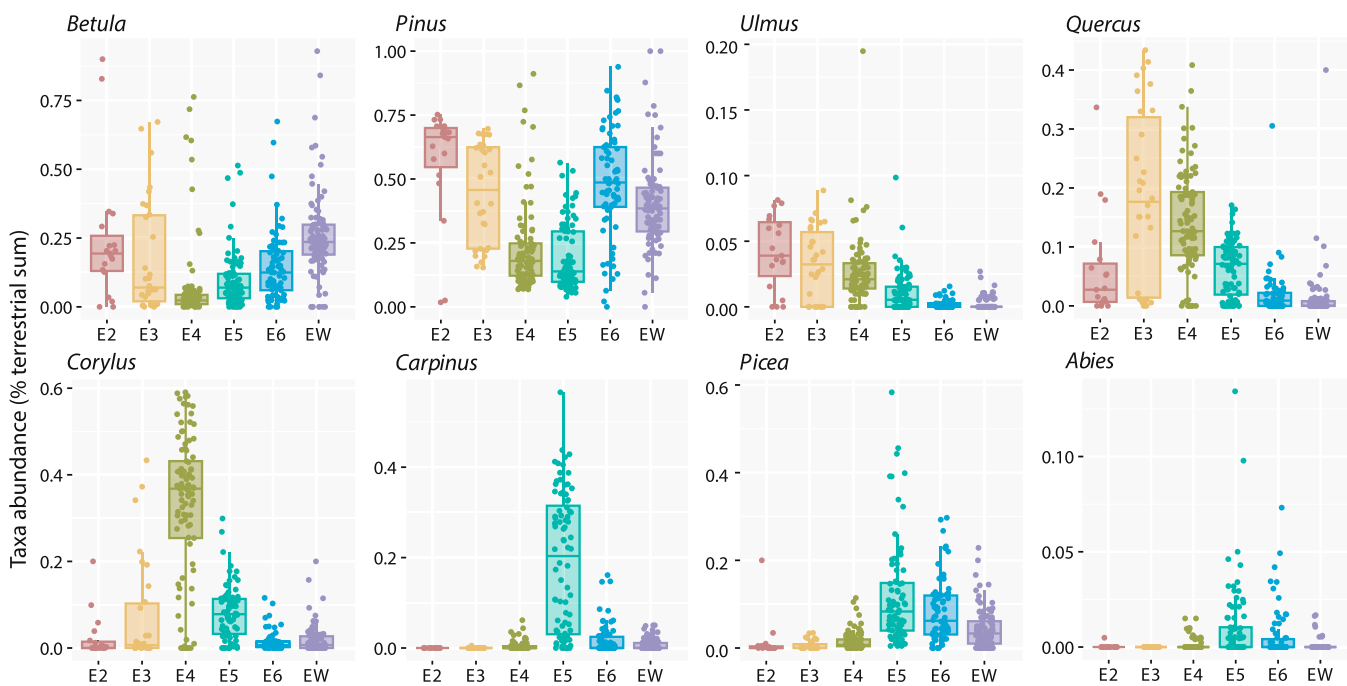 Betula
Pinus
Ulmus
Quercus
0.75
0.50
0.25
0.00
E2 E3 E4 E5 E6 EW
1.00
0.75
0.50
0.25
0.00
E2 E3 E4 E5 E6 EW
0.20
0.15
0.10
0.05
0.00
E2 E3 E4 E5 E6 EW
0.4
0.3
0.2
0.1
0.0
E2 E3 E4 E5 E6 EW
Taxa abundance (% terrestrial sum)
Corylus
Carpinus
Picea
Abies
0.6
0.4
0.2
0.0
E2 E3 E4 E5 E6 EW
0.4
0.2
0.0
E2 E3 E4 E5 E6 EW
0.6
0.4
0.2
0.0
E2 E3 E4 E5 E6 EW
0.10
0.05
0.00
E2 E3 E4 E5 E6 EW